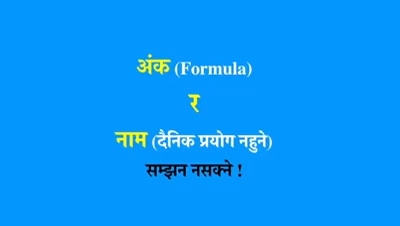 अंक (Formula)
र
नाम (दैनिक प्रयोग नहुने)
सम्झन नसक्ने !